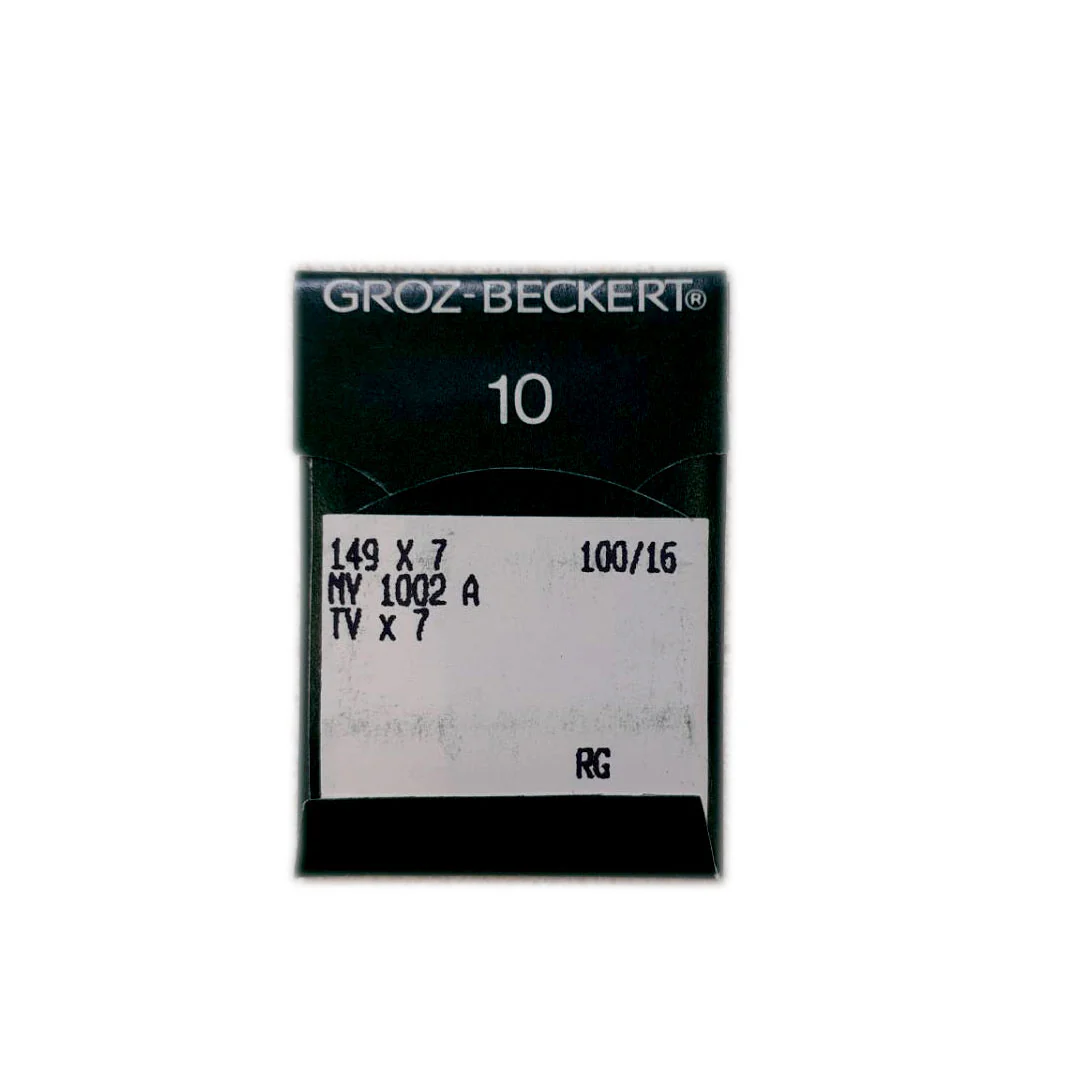 GROZ-BECKERT®
10
149 X 7 100/16
MY 1002 A
TV x 7
RG